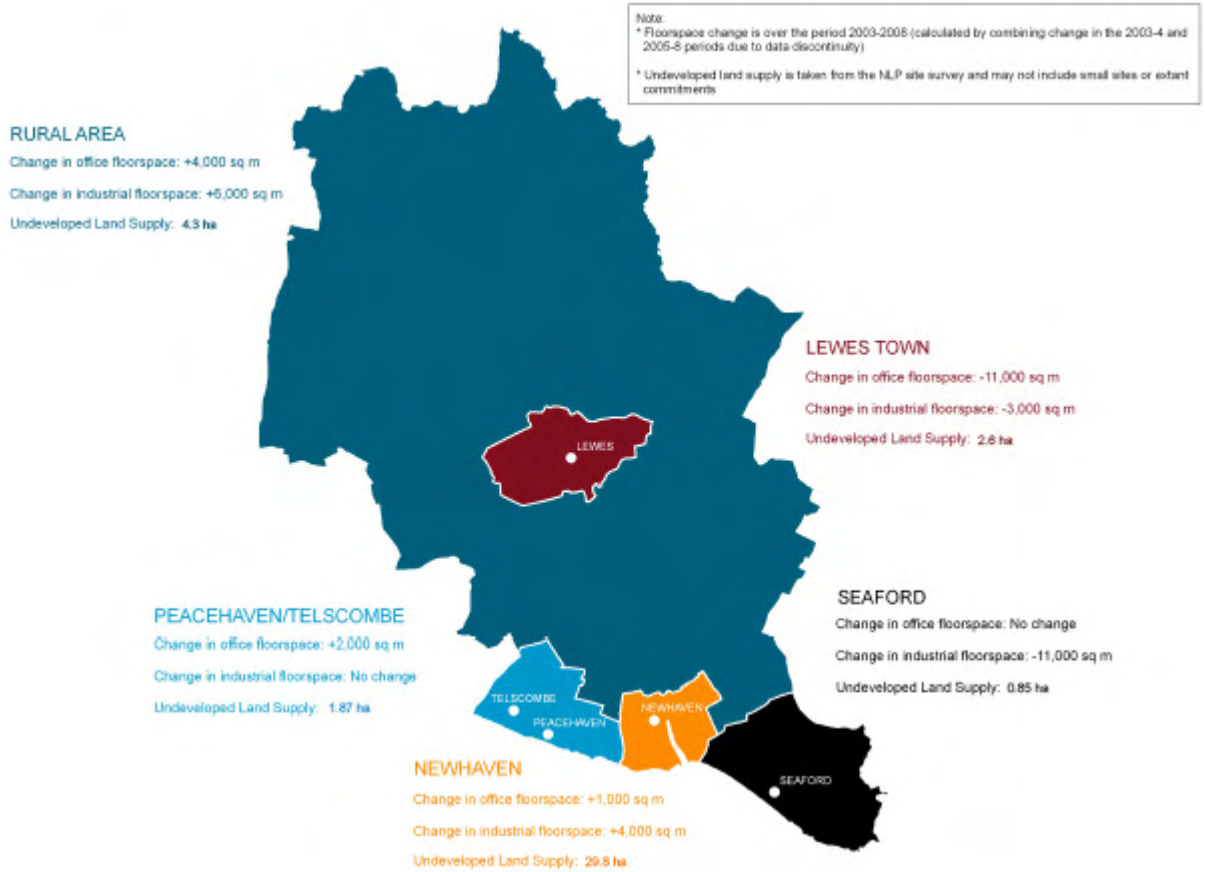 Note:
* Floorspace change is over the period 2003-2008 (calculated by combining change in the 2003-4 and
2005-8 periods due to data discontinuity)
* Undeveloped land supply is taken from the NLP site survey and may not include small sites or extant
commitments
RURAL AREA
Change in office floorspace: +4,000 sq m
Change in industrial floorspace: +6,000 sq m
Undeveloped Land Supply: 4.3 ha
LEWES TOWN
Change in office floorspace: -11,000 sq m
Change in industrial floorspace: -3,000 sq m
Undeveloped Land Supply: 2.6 ha
LEWES
PEACEHAVEN/TELSCOMBE
Change in office floorspace: +2,000 sq m
Change in industrial floorspace: No change
Undeveloped Land Supply: 1.87 ha
SEAFORD
Change in office floorspace: No change
Change in industrial floorspace: -11,000 sq m
Undeveloped Land Supply: 0.85 ha
TELSCOMBE
PEACEHAVEN
NEWHAVEN
SEAFORD
NEWHAVEN
Change in office floorspace: +1,000 sq m
Change in industrial floorspace: +4,000 sq m
Undeveloped Land Supply: 29.8 ha